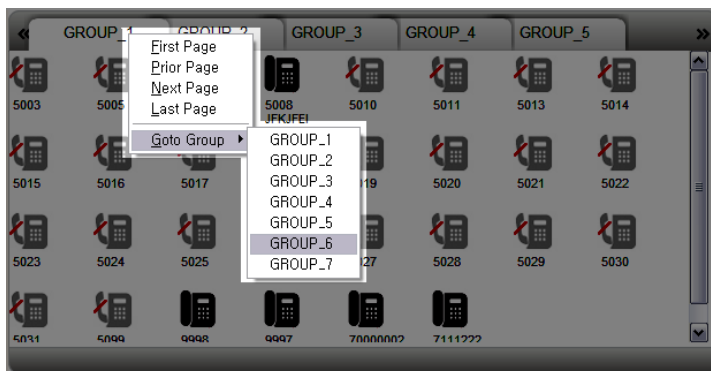 « GROUP_1 GROUP_2 GROUP_3 GROUP_4 GROUP_5 »
First Page
Prior Page
Next Page
Last Page
Goto Group
GROUP_1
GROUP_2
GROUP_3
GROUP_4
GROUP_5
GROUP_6
GROUP_7
5003 5005 5008 5010 5011 5013 5014
JFKJFEI
5015 5016 5017 5020 5021 5022
5023 5024 5025 5028 5029 5030
5031 5099 9998 9997 70000002 7111222